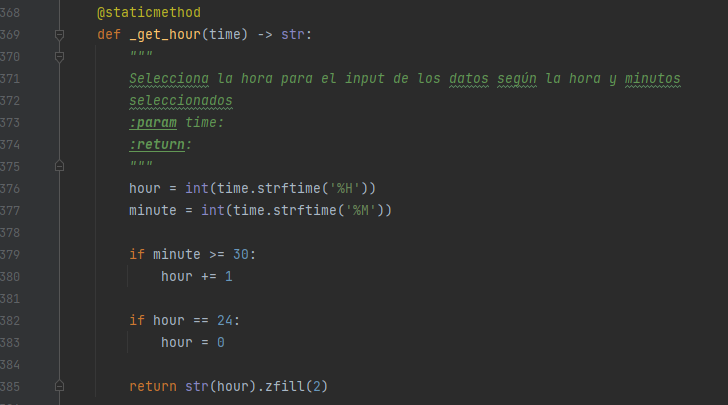 368 @staticmethod
369 def _get_hour(time) -> str:
370 """
371 Selecciona la hora para el input de los datos según la hora y minutos
372 seleccionados
373 :param time:
374 :return:
375 """
376 hour = int(time.strftime('%H'))
377 minute = int(time.strftime('%M'))
378
379 if minute >= 30:
380 hour += 1
381
382 if hour == 24:
383 hour = 0
384
385 return str(hour).zfill(2)